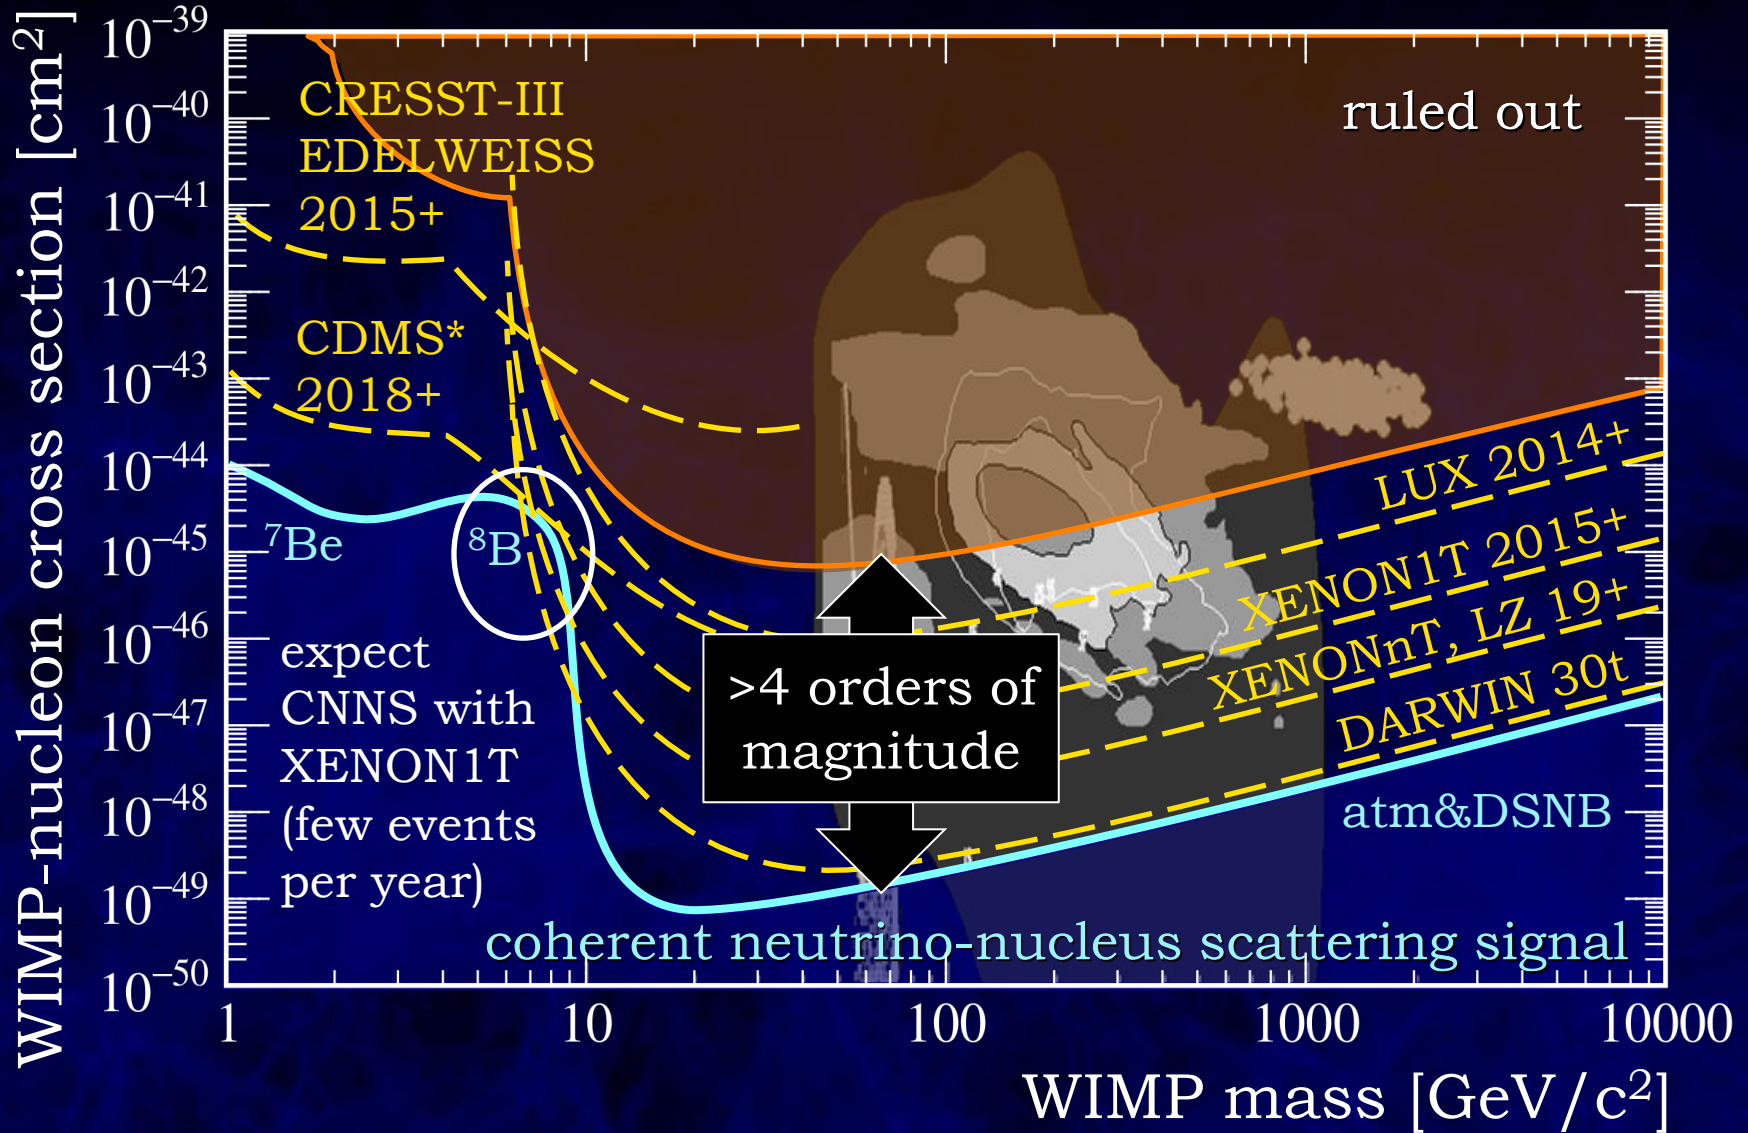 WIMP-nucleon cross section [cm²]
10⁻³⁹
10⁻⁴⁰
10⁻⁴¹
10⁻⁴²
10⁻⁴³
10⁻⁴⁴
10⁻⁴⁵
10⁻⁴⁶
10⁻⁴⁷
10⁻⁴⁸
10⁻⁴⁹
10⁻⁵⁰
CRESST-III
EDELWEISS
2015+
ruled out
CDMS*
2018+
⁷Be
⁸B
LUX 2014+
XENON1T 2015+
XENONnT, LZ 19+
DARWIN 30t
expect
CNNS with
XENON1T
(few events
per year)
>4 orders of
magnitude
atm&DSNB
coherent neutrino-nucleus scattering signal
1
10
100
1000
10000
WIMP mass [GeV/c²]